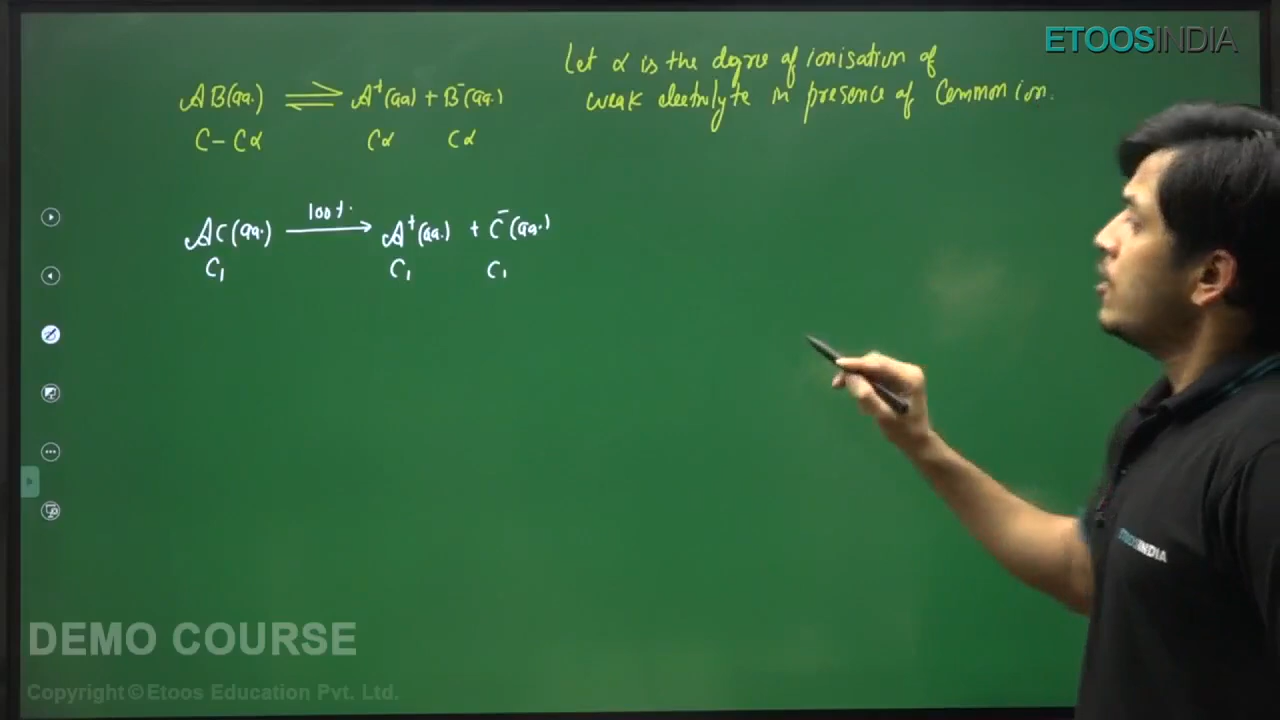 ETOOSINDIA
Let α is the degree of ionisation of
weak electrolyte in presence of Common ion.
AB(aq.) ⇌ A⁺(aq) + B⁻(aq.)
C - Cα Cα Cα
100%
AC(aq.) → A⁺(aq.) + C⁻(aq.)
C₁ C₁ C₁
ETOOSINDIA
DEMO COURSE
Copyright © Etoos Education Pvt. Ltd.